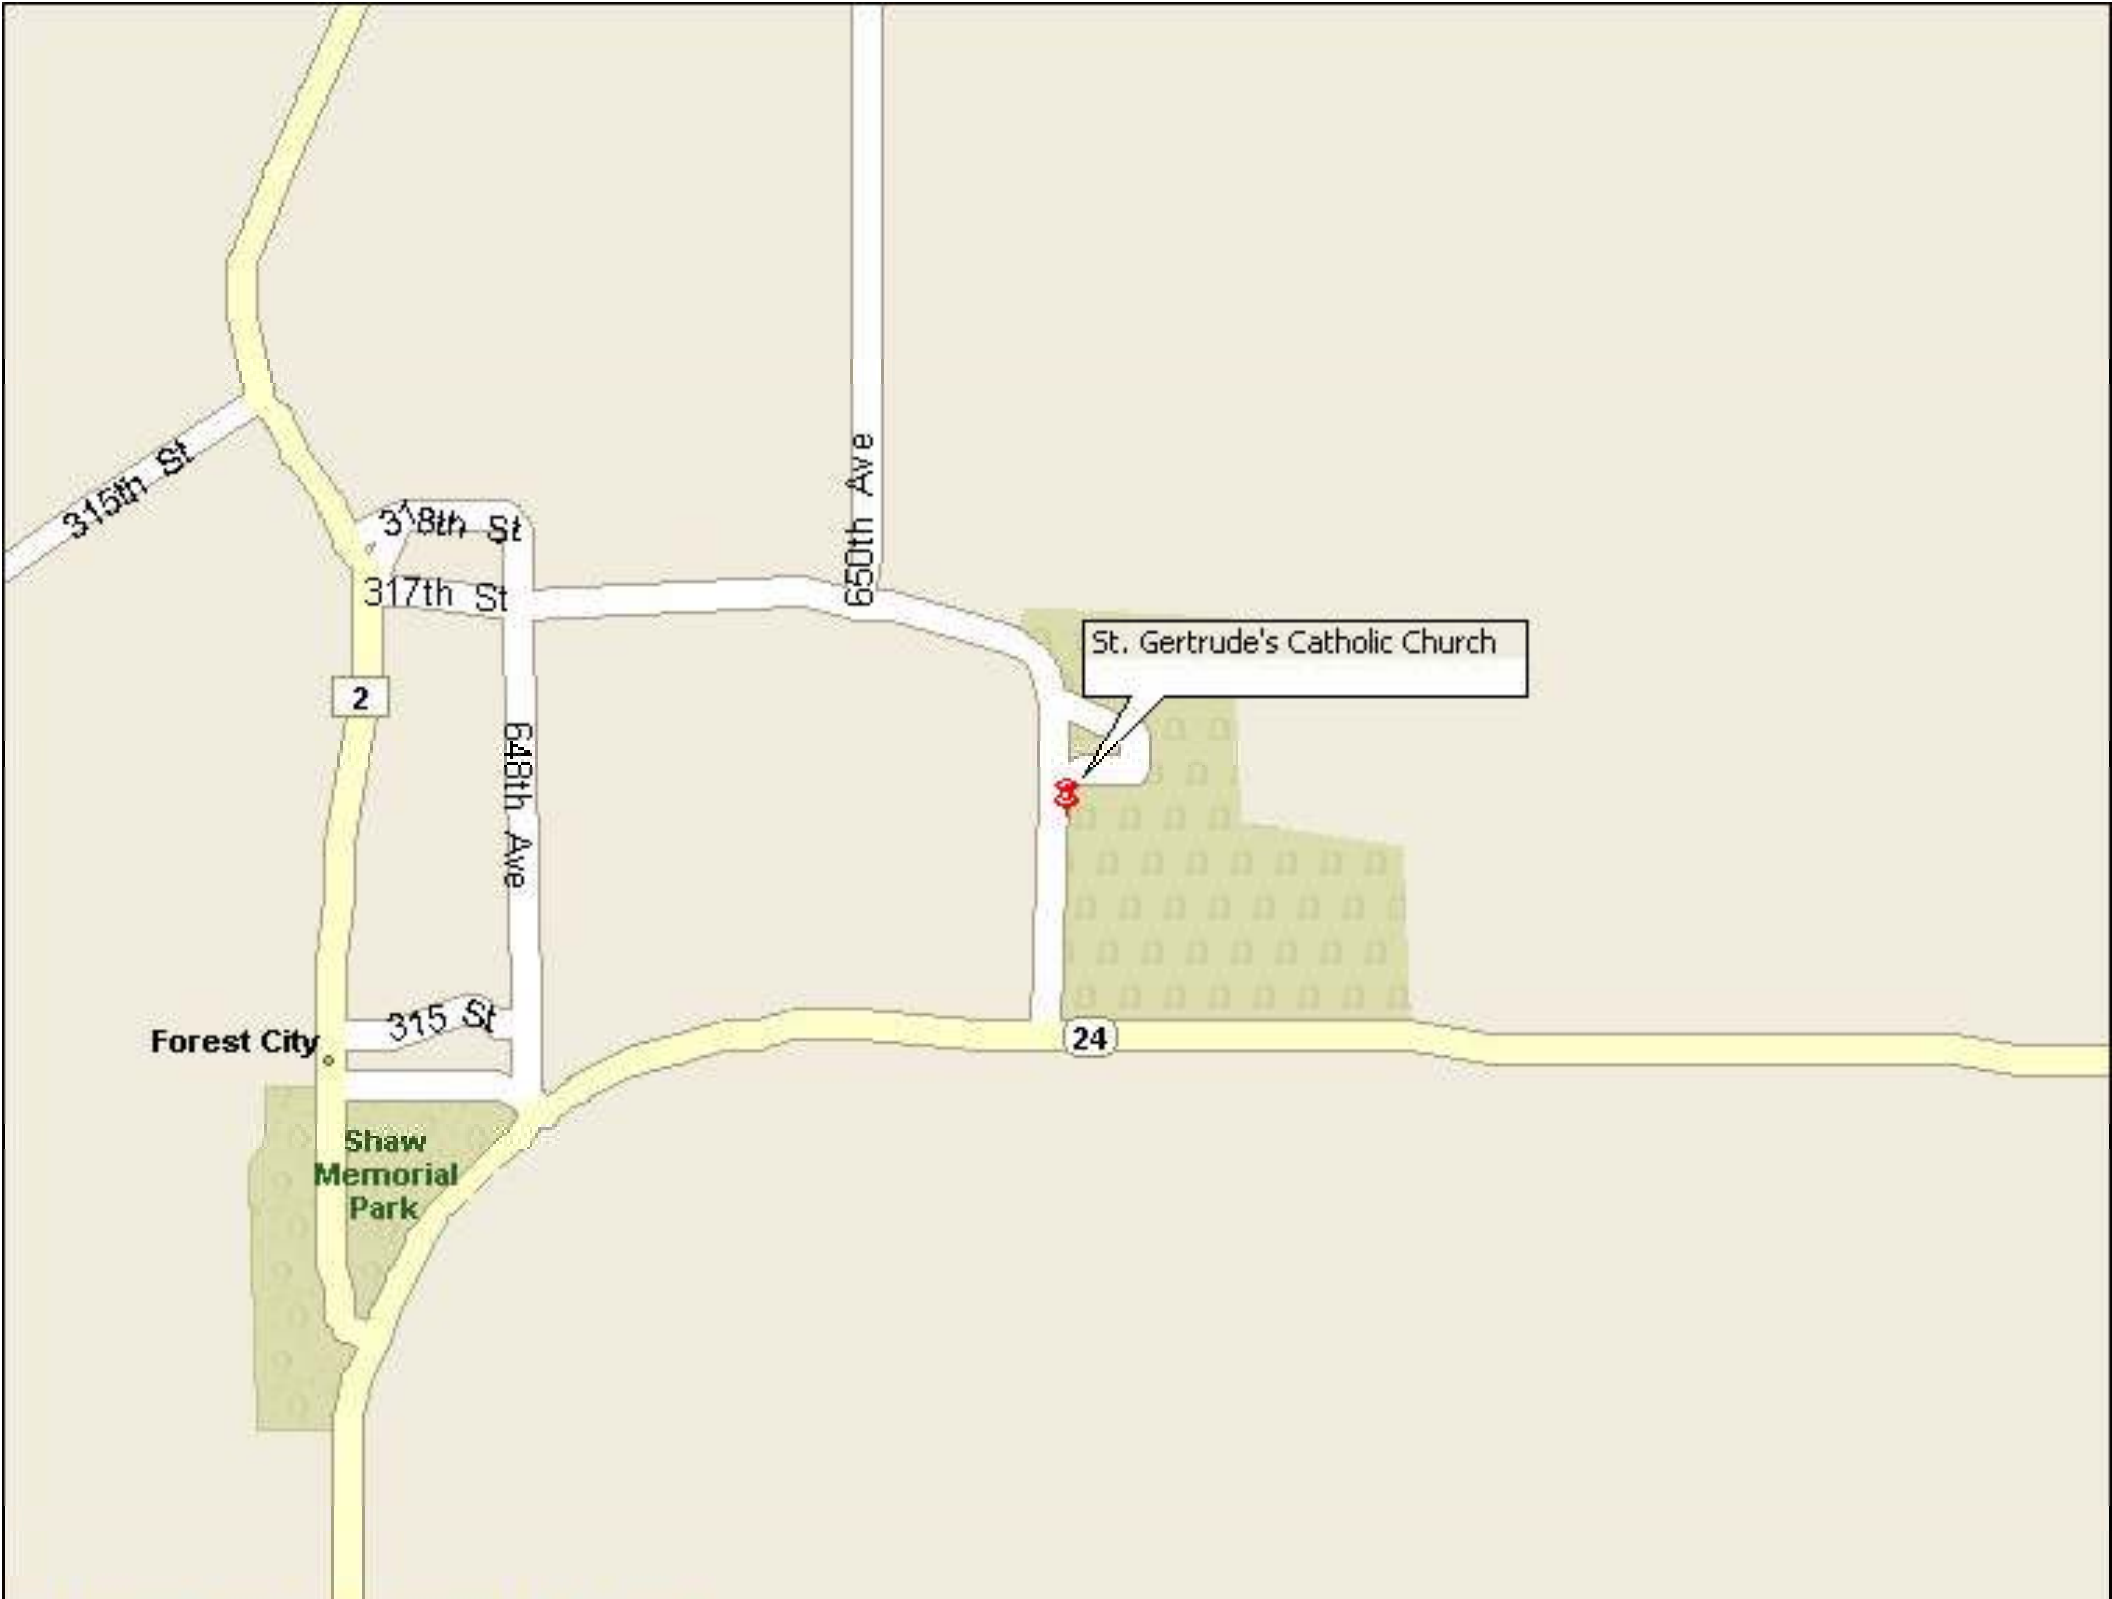 315th St
318th St
650th Ave
317th St
St. Gertrude's Catholic Church
2
648th Ave
315 St
Forest City
24
Shaw
Memorial
Park